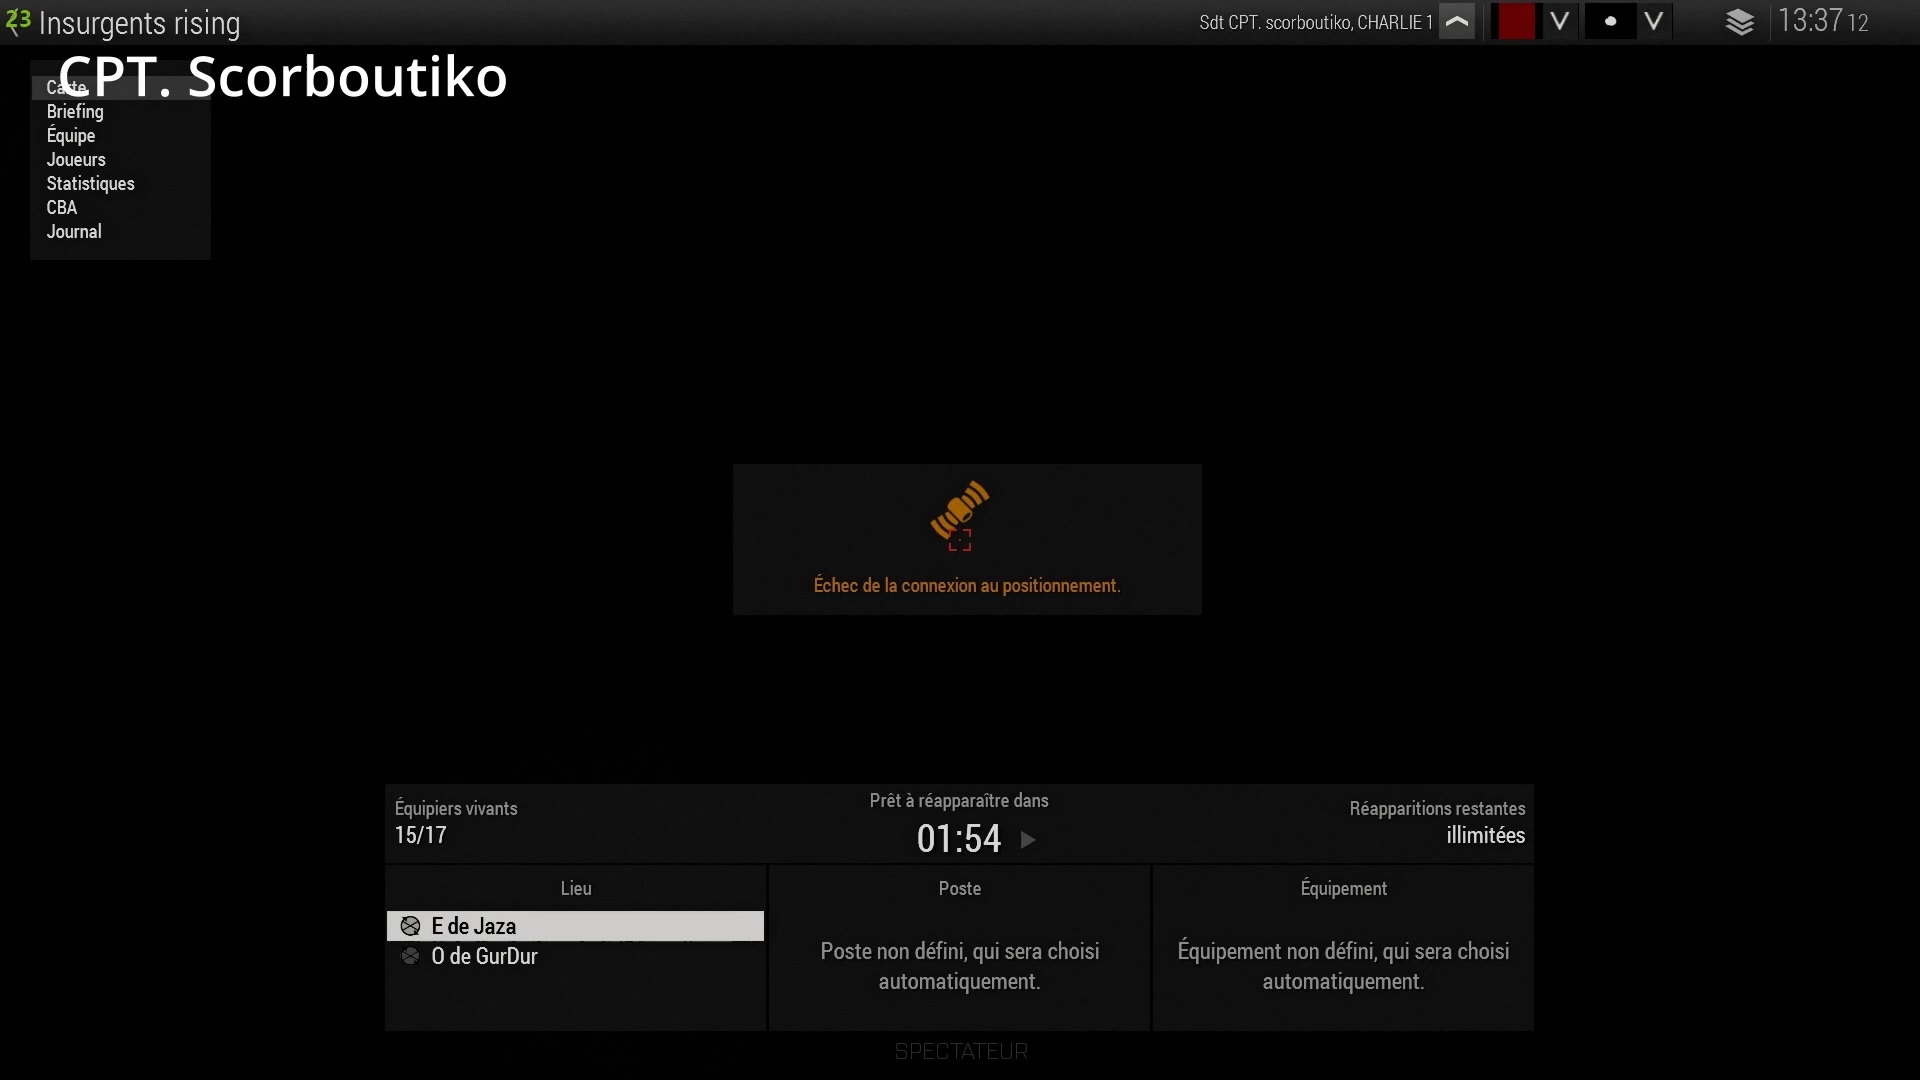 23 Insurgents rising
Sdt CPT. scorboutiko, CHARLIE 1
13:37 12
CPT. Scorboutiko
Carte
Briefing
Équipe
Joueurs
Statistiques
CBA
Journal
Échec de la connexion au positionnement.
Équipiers vivants
15/17
Prêt à réapparaître dans
01:54
Réapparitions restantes
illimitées
Lieu
E de Jaza
O de GurDur
Poste
Poste non défini, qui sera choisi
automatiquement.
Équipement
Équipement non défini, qui sera choisi
automatiquement.
SPECTATEUR